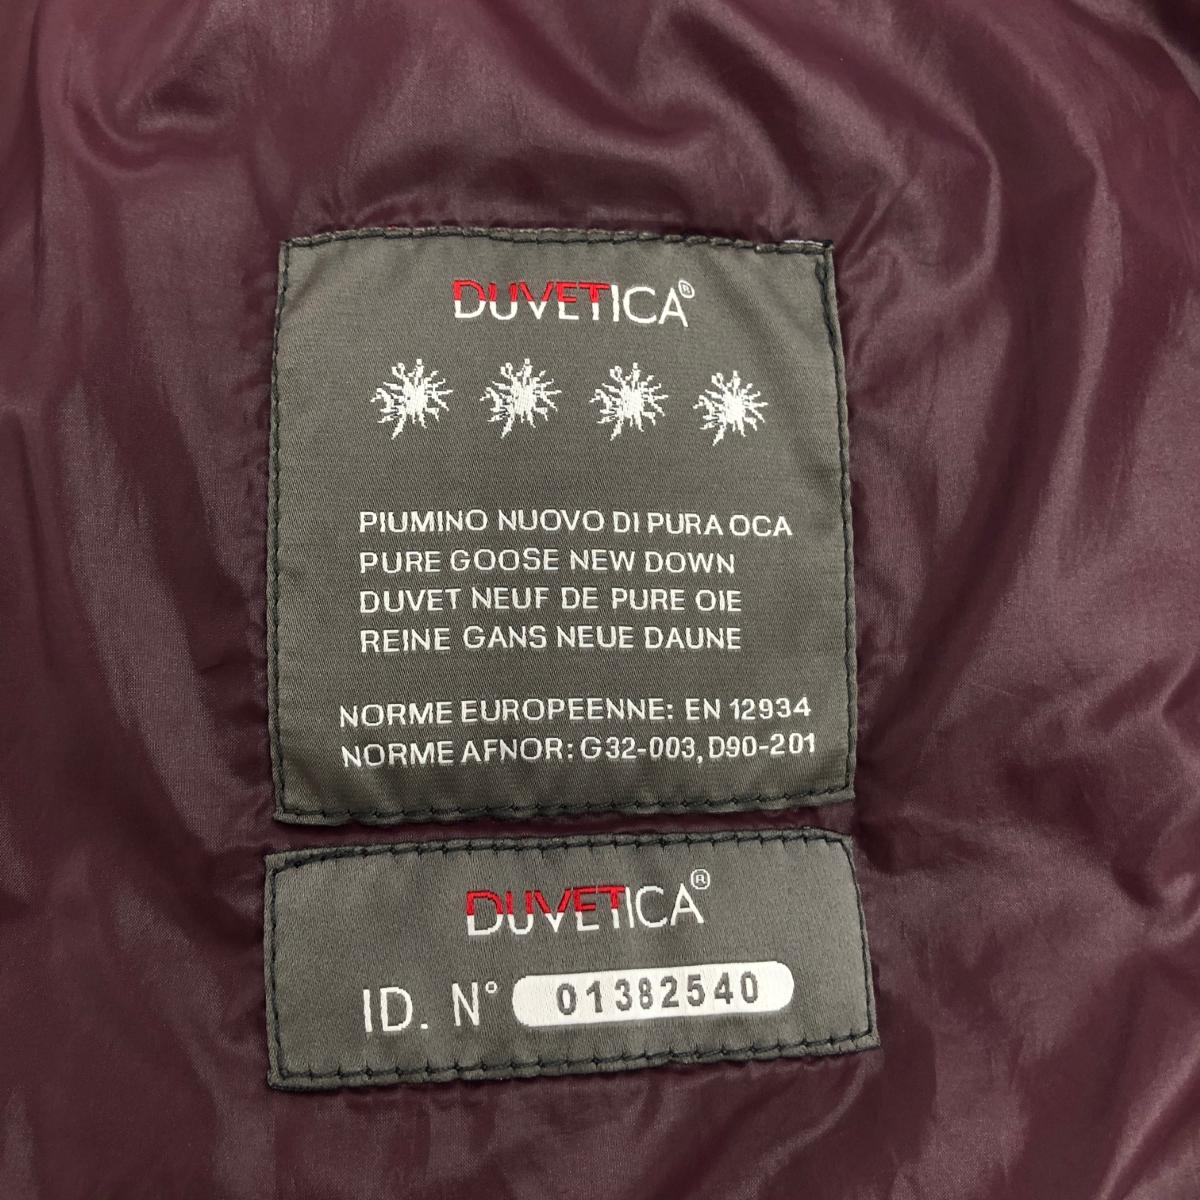 DUVETICA®
PIUMINO NUOVO DI PURA OCA
PURE GOOSE NEW DOWN
DUVET NEUF DE PURE OIE
REINE GANS NEUE DAUNE
NORME EUROPEENNE: EN 12934
NORME AFNOR: G32-003, D90-201
DUVETICA®
ID. N° 01382540